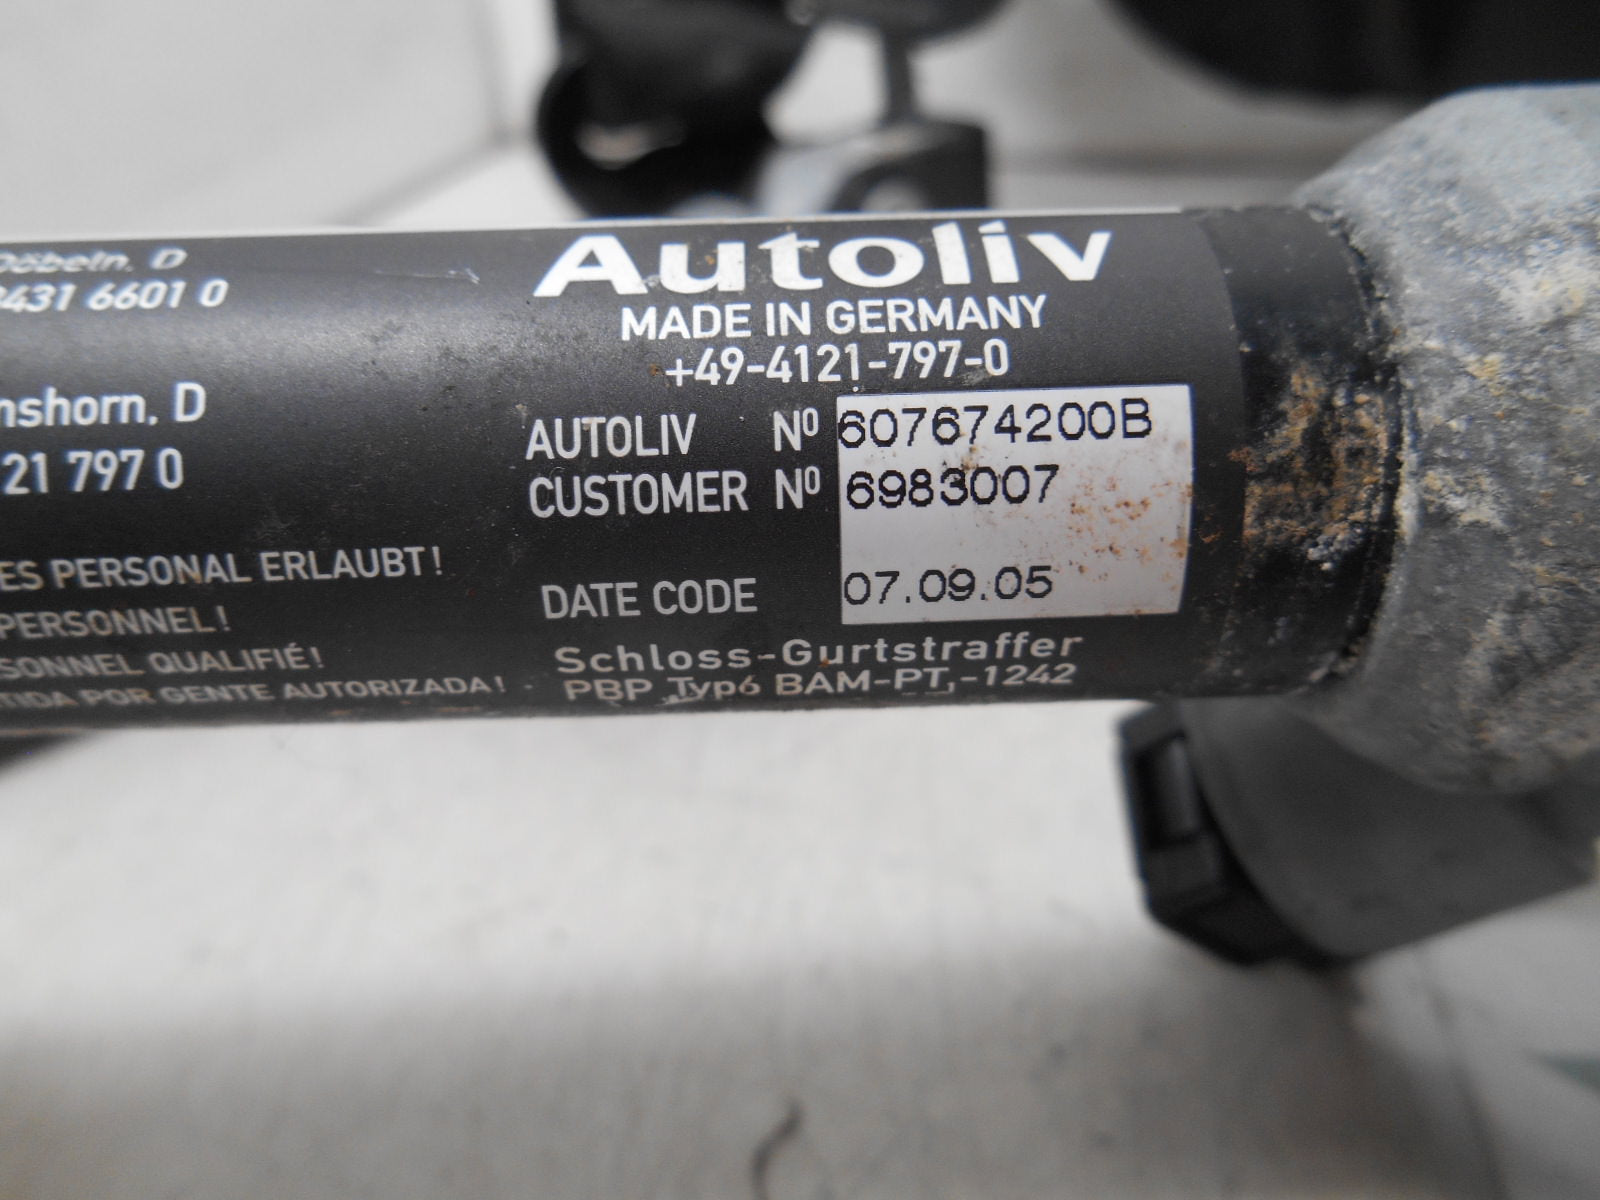 Döbeln, D
3431 6601 0
nshorn, D
21 797 0
ES PERSONAL ERLAUBT!
PERSONNEL!
SONNEL QUALIFIÉ!
TIDA POR GENTE AUTORIZADA!
Autoliv
MADE IN GERMANY
+49-4121-797-0
AUTOLIV Nº 607674200B
CUSTOMER Nº 6983007
DATE CODE 07.09.05
Schloss-Gurtstraffer
PBP Typ6 BAM-PT,-1242